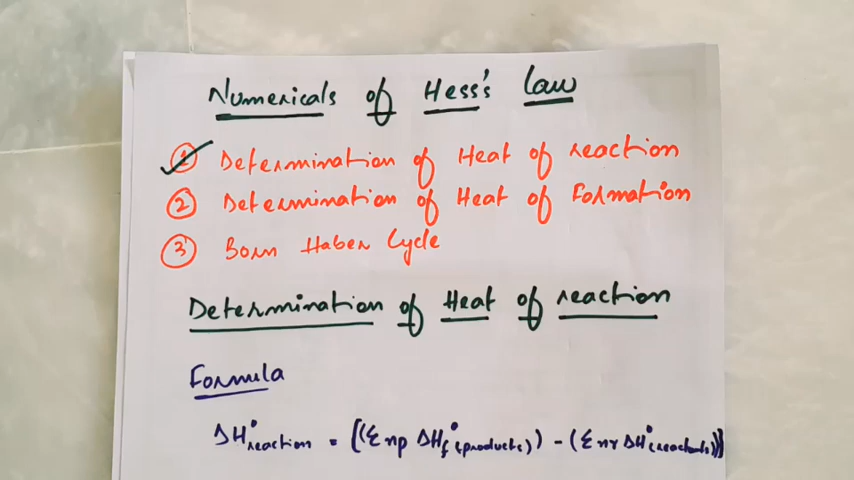 Numericals of Hess's law
① Determination of Heat of reaction
② Determination of Heat of Formation
③ Born Haber Cycle
Determination of Heat of reaction
Formula
ΔH°reaction = [(Σnp ΔHf°(products)) - (Σnr ΔH°(reactants))]